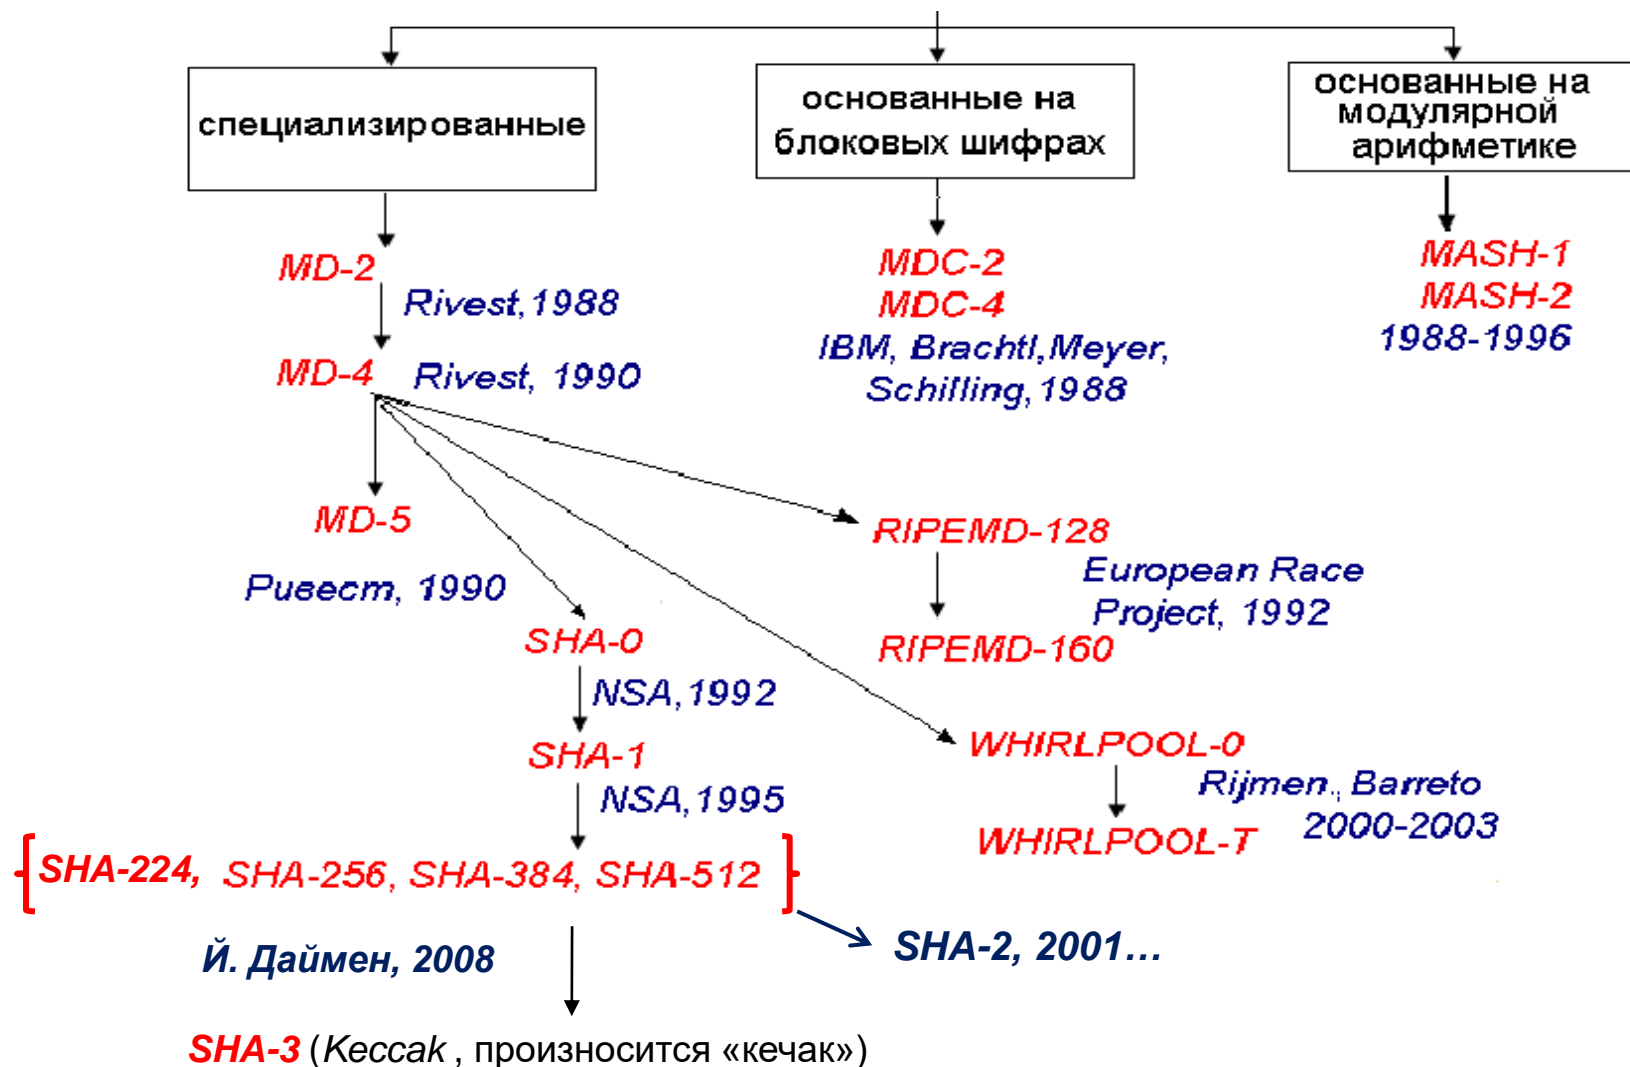 специализированные
основанные на
блоковых шифрах
основанные на
модулярной
арифметике
MD-2
Rivest, 1988
MD-4
Rivest, 1990
MDC-2
MDC-4
IBM, Brachtl, Meyer,
Schilling, 1988
MASH-1
MASH-2
1988-1996
MD-5
Ривест, 1990
RIPEMD-128
European Race
Project, 1992
RIPEMD-160
SHA-0
NSA, 1992
SHA-1
NSA, 1995
WHIRLPOOL-0
Rijmen., Barreto
2000-2003
WHIRLPOOL-T
SHA-224, SHA-256, SHA-384, SHA-512
Й. Даймен, 2008
SHA-2, 2001...
SHA-3 (Keccak , произносится «кечак»)